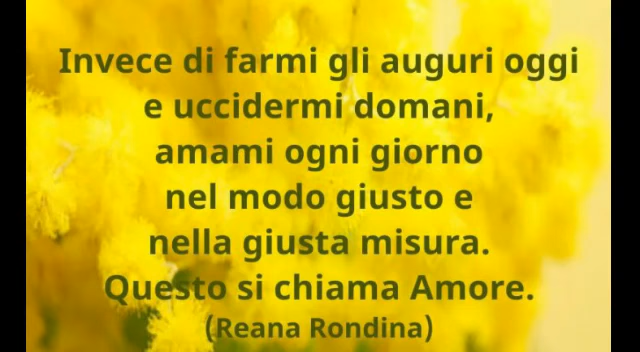 Invece di farmi gli auguri oggi
e uccidermi domani,
amami ogni giorno
nel modo giusto e
nella giusta misura.
Questo si chiama Amore.
(Reana Rondina)